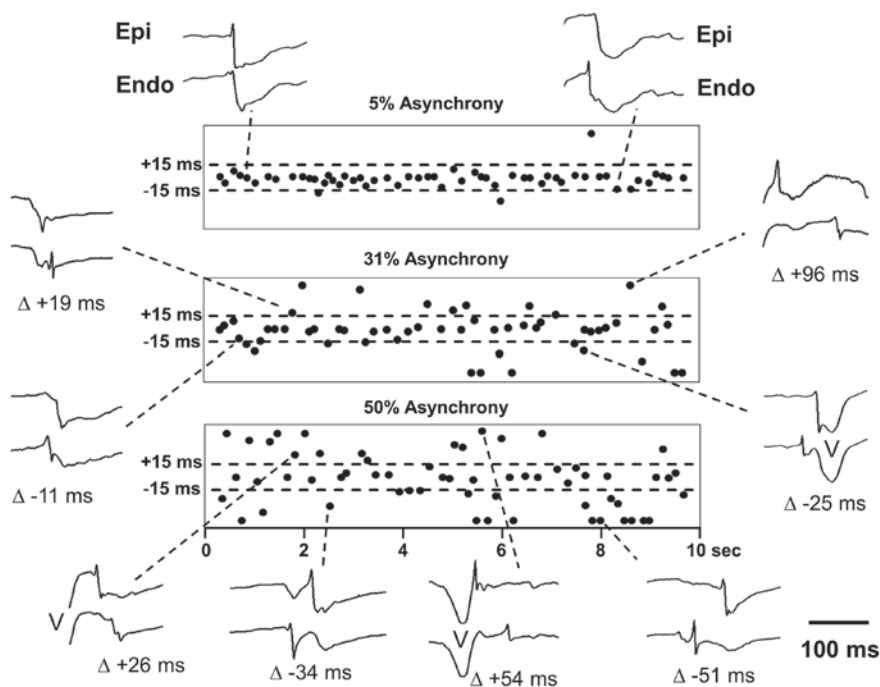 Epi
Endo
Epi
Endo
5% Asynchrony
+15 ms
-15 ms
31% Asynchrony
+15 ms
-15 ms
Δ +19 ms
Δ +96 ms
50% Asynchrony
+15 ms
-15 ms
Δ -11 ms
V
Δ -25 ms
0 2 4 6 8 10 sec
V
Δ +26 ms
Δ -34 ms
V
Δ +54 ms
Δ -51 ms
100 ms